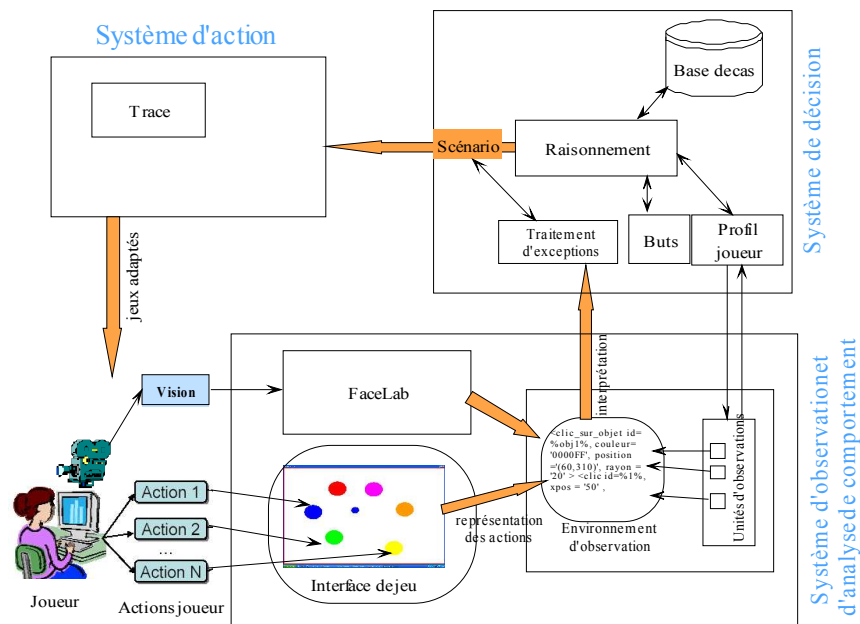 Système d'action
Trace
Base decas
Scénario
Raisonnement
Traitement
d'exceptions
Buts
Profil
joueur
Système de décision
jeux adaptés
interprétation
Vision
FaceLab
<clic_sur_objet id=
%obj1%, couleur=
'0000FF', position
='(60,310)', rayon =
'20' > <clic id=%1%,
xpos = '50' ,
Environnement
d'observation
Unités d'observations
Système d'observationet
d'analysede comportement
représentation
des actions
Action 1
Action 2
...
Action N
Interface dejeu
Joueur
Actions joueur